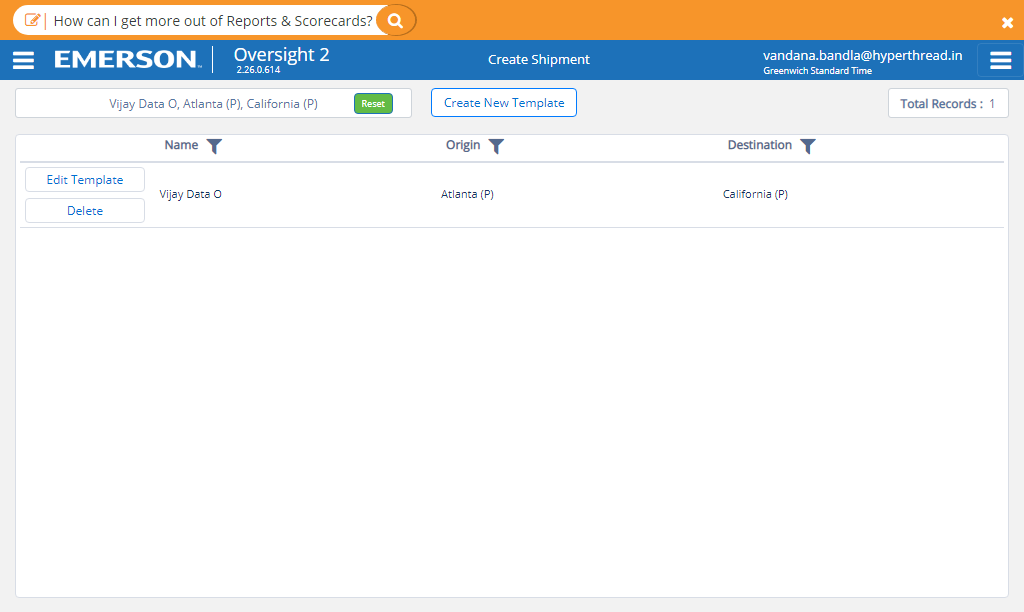 How can I get more out of Reports & Scorecards?
EMERSON™ Oversight 2
2.26.0.614
Create Shipment
vandana.bandla@hyperthread.in
Greenwich Standard Time
Vijay Data O, Atlanta (P), California (P) Reset
Create New Template
Total Records : 1
Name Origin Destination
Edit Template
Delete
Vijay Data O Atlanta (P) California (P)